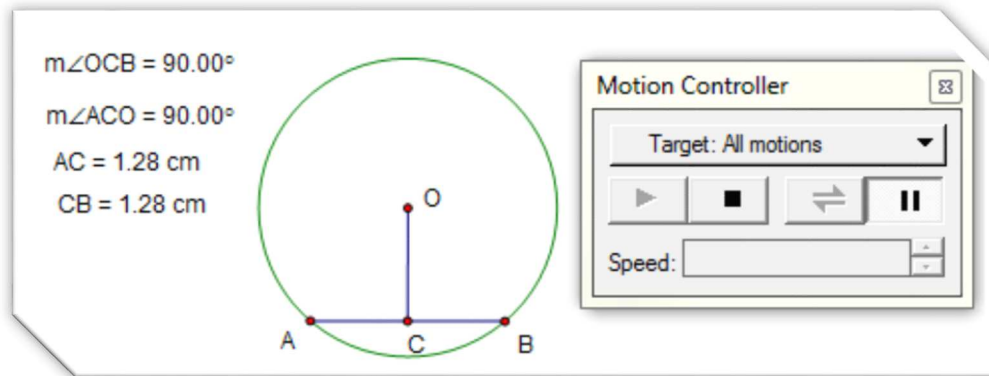 m∠OCB = 90.00°
m∠ACO = 90.00°
AC = 1.28 cm
CB = 1.28 cm
O
A
C
B
Motion Controller
Target: All motions
Speed: